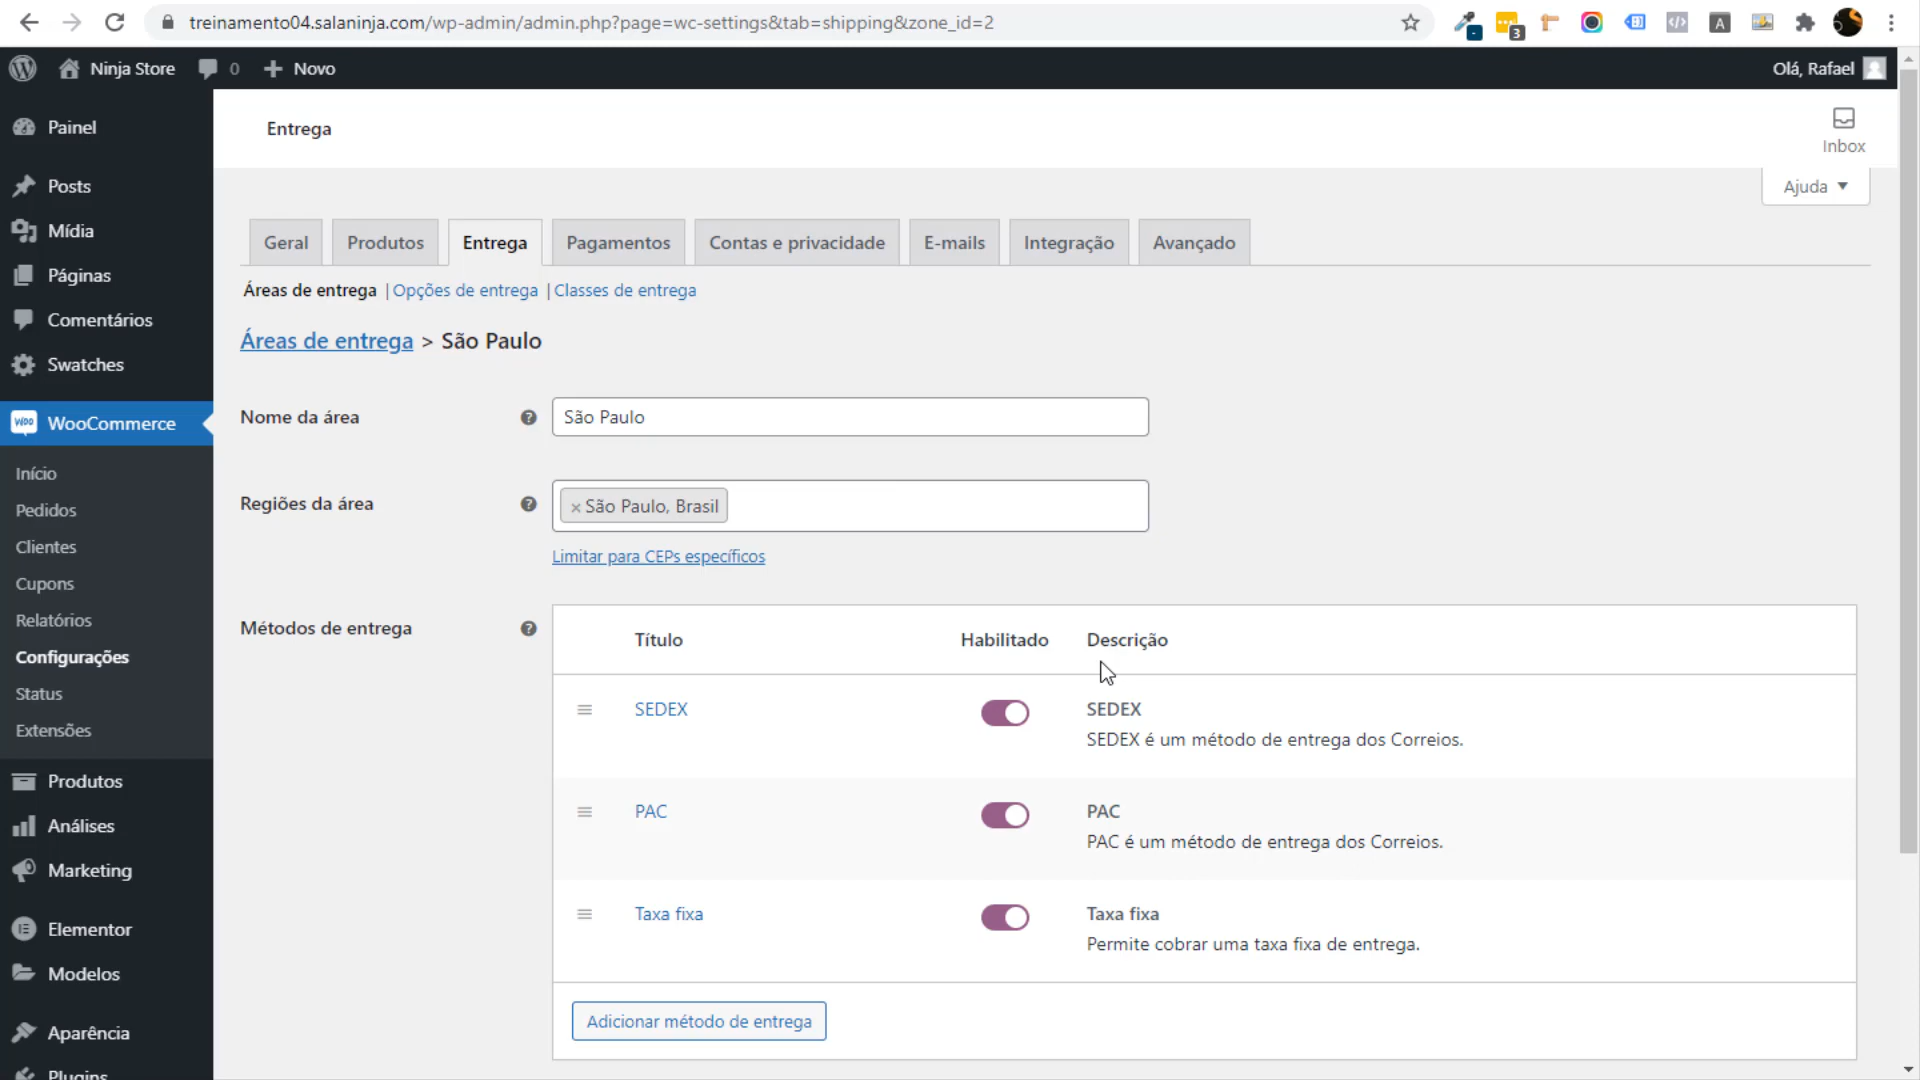 treinamento04.salaninja.com/wp-admin/admin.php?page=wc-settings&tab=shipping&zone_id=2
3
A
Ninja Store
0
Novo
Olá, Rafael
Painel
Posts
Mídia
Páginas
Comentários
Swatches
WooCommerce
Início
Pedidos
Clientes
Cupons
Relatórios
Configurações
Status
Extensões
Produtos
Análises
Marketing
Elementor
Modelos
Aparência
Plugins
Entrega
Inbox
Ajuda
Geral
Produtos
Entrega
Pagamentos
Contas e privacidade
E-mails
Integração
Avançado
Áreas de entrega | Opções de entrega | Classes de entrega
Áreas de entrega > São Paulo
Nome da área
São Paulo
Regiões da área
× São Paulo, Brasil
Limitar para CEPs específicos
Métodos de entrega
Título
Habilitado
Descrição
SEDEX
SEDEX
SEDEX é um método de entrega dos Correios.
PAC
PAC
PAC é um método de entrega dos Correios.
Taxa fixa
Taxa fixa
Permite cobrar uma taxa fixa de entrega.
Adicionar método de entrega